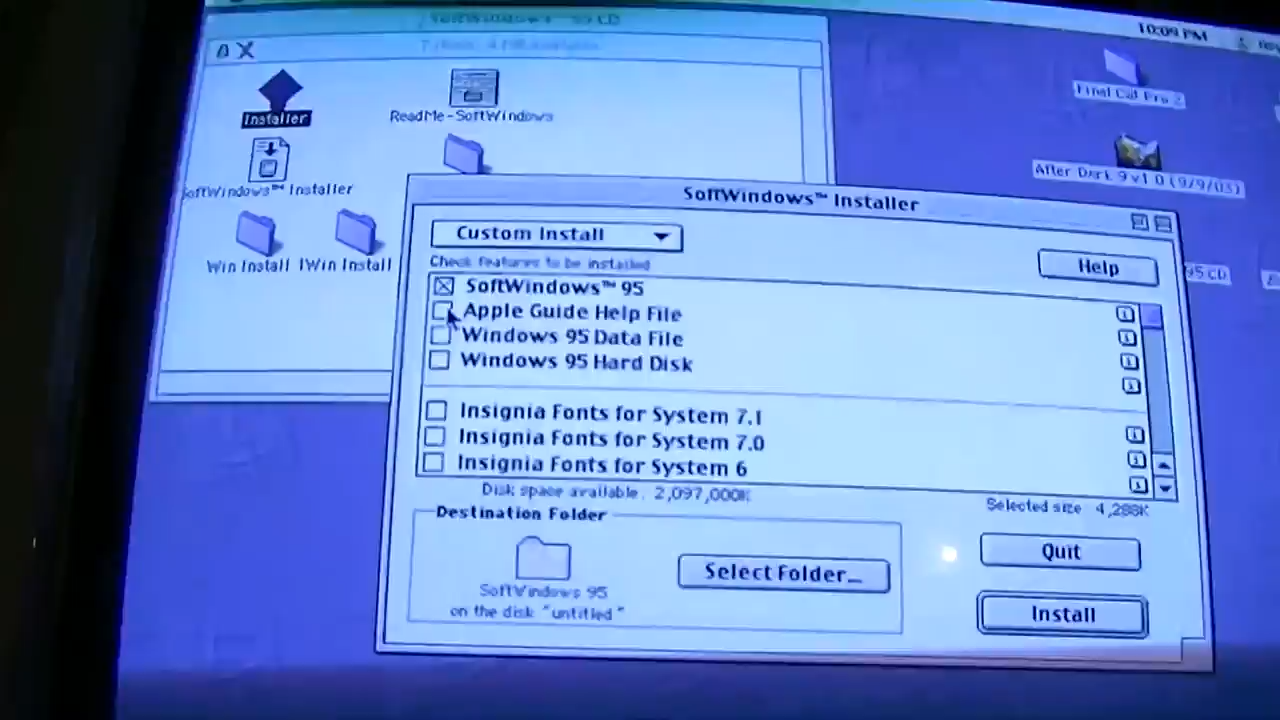 SoftWindows 95 CD
10:09 PM
Installer
ReadMe-SoftWindows
Final Cut Pro 2
SoftWindows™ Installer
After Dark 9 v1.0 (9/9/03)
Win Install
IWin Install
95 CD
SoftWindows™ Installer
Custom Install
Help
Check features to be installed
SoftWindows™ 95
Apple Guide Help File
Windows 95 Data File
Windows 95 Hard Disk
Insignia Fonts for System 7.1
Insignia Fonts for System 7.0
Insignia Fonts for System 6
Disk space available: 2,097,000K
Selected size: 4,288K
Destination Folder
SoftWindows 95
on the disk "untitled"
Select Folder...
Quit
Install